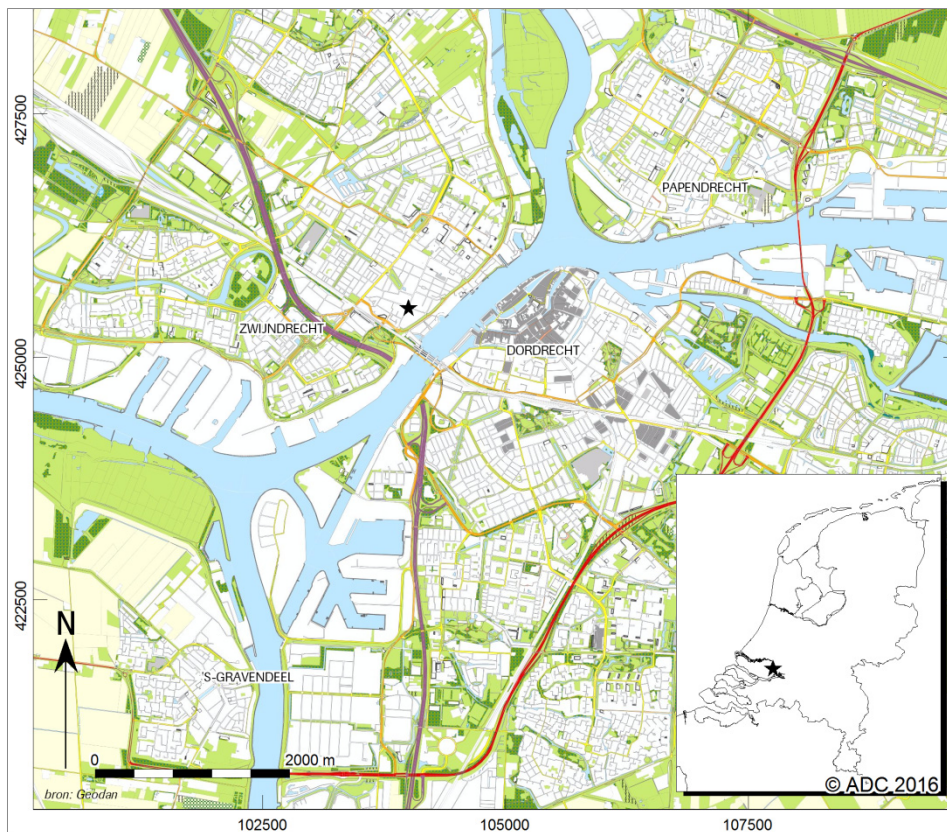 427500
PAPENDRECHT
ZWIJNDRECHT
DORDRECHT
425000
422500
N
'S-GRAVENDEEL
0 2000 m
bron: Geodan
© ADC 2016
102500 105000 107500